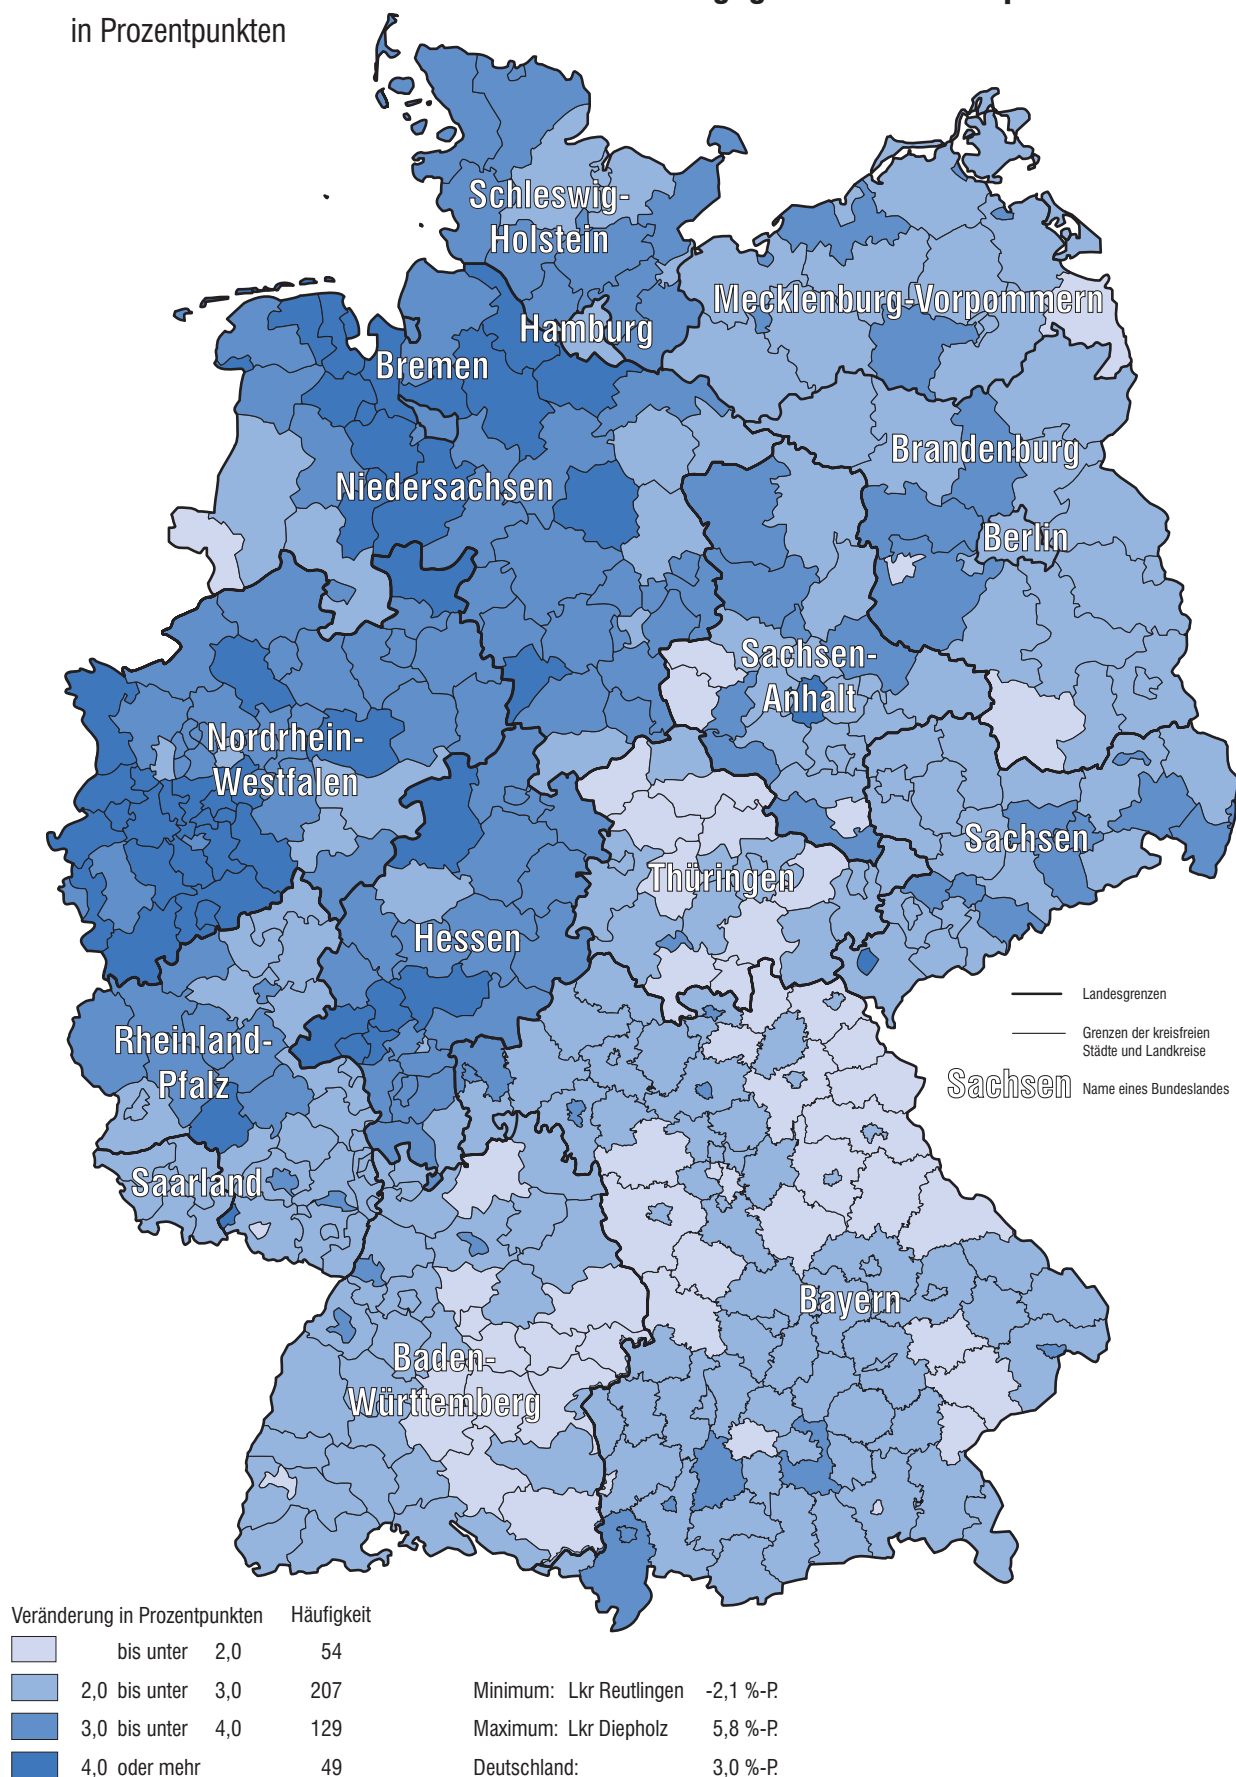 in Prozentpunkten
Schleswig-
Holstein
Mecklenburg-Vorpommern
Hamburg
Bremen
Brandenburg
Niedersachsen
Berlin
Sachsen-
Anhalt
Nordrhein-
Westfalen
Sachsen
Thüringen
Hessen
Landesgrenzen
Grenzen der kreisfreien
Städte und Landkreise
Sachsen Name eines Bundeslandes
Rheinland-
Pfalz
Saarland
Bayern
Baden-
Württemberg
Veränderung in Prozentpunkten Häufigkeit
bis unter 2,0 54
2,0 bis unter 3,0 207 Minimum: Lkr Reutlingen -2,1 %-P.
3,0 bis unter 4,0 129 Maximum: Lkr Diepholz 5,8 %-P.
4,0 oder mehr 49 Deutschland: 3,0 %-P.